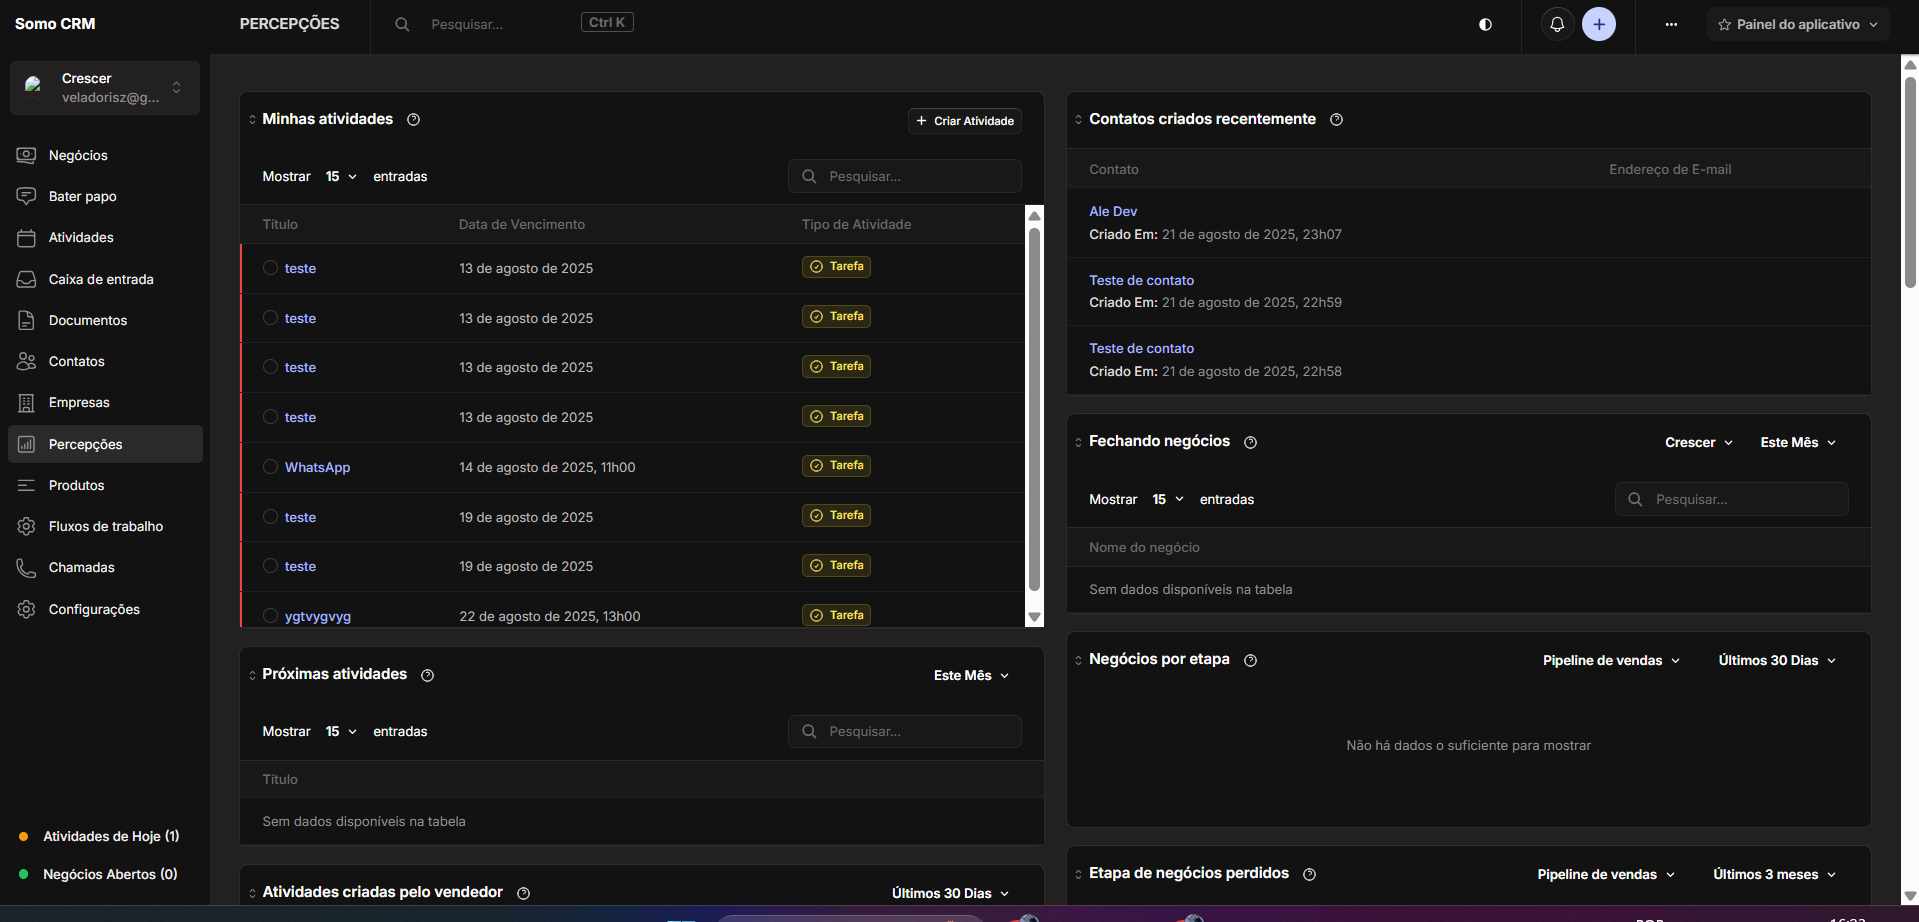 Somo CRM
PERCEPÇÕES
Pesquisar...
Ctrl K
Painel do aplicativo
Crescer
veladorisz@g...
Negócios
Bater papo
Atividades
Caixa de entrada
Documentos
Contatos
Empresas
Percepções
Produtos
Fluxos de trabalho
Chamadas
Configurações
Atividades de Hoje (1)
Negócios Abertos (0)
Minhas atividades
+ Criar Atividade
Mostrar 15 entradas
Pesquisar...
Título Data de Vencimento Tipo de Atividade
teste 13 de agosto de 2025 Tarefa
teste 13 de agosto de 2025 Tarefa
teste 13 de agosto de 2025 Tarefa
teste 13 de agosto de 2025 Tarefa
WhatsApp 14 de agosto de 2025, 11h00 Tarefa
teste 19 de agosto de 2025 Tarefa
teste 19 de agosto de 2025 Tarefa
ygtvygvyg 22 de agosto de 2025, 13h00 Tarefa
Próximas atividades
Este Mês
Mostrar 15 entradas
Pesquisar...
Título
Sem dados disponíveis na tabela
Atividades criadas pelo vendedor
Últimos 30 Dias
Contatos criados recentemente
Contato Endereço de E-mail
Ale Dev
Criado Em: 21 de agosto de 2025, 23h07
Teste de contato
Criado Em: 21 de agosto de 2025, 22h59
Teste de contato
Criado Em: 21 de agosto de 2025, 22h58
Fechando negócios
Crescer Este Mês
Mostrar 15 entradas
Pesquisar...
Nome do negócio
Sem dados disponíveis na tabela
Negócios por etapa
Pipeline de vendas Últimos 30 Dias
Não há dados o suficiente para mostrar
Etapa de negócios perdidos
Pipeline de vendas Últimos 3 meses